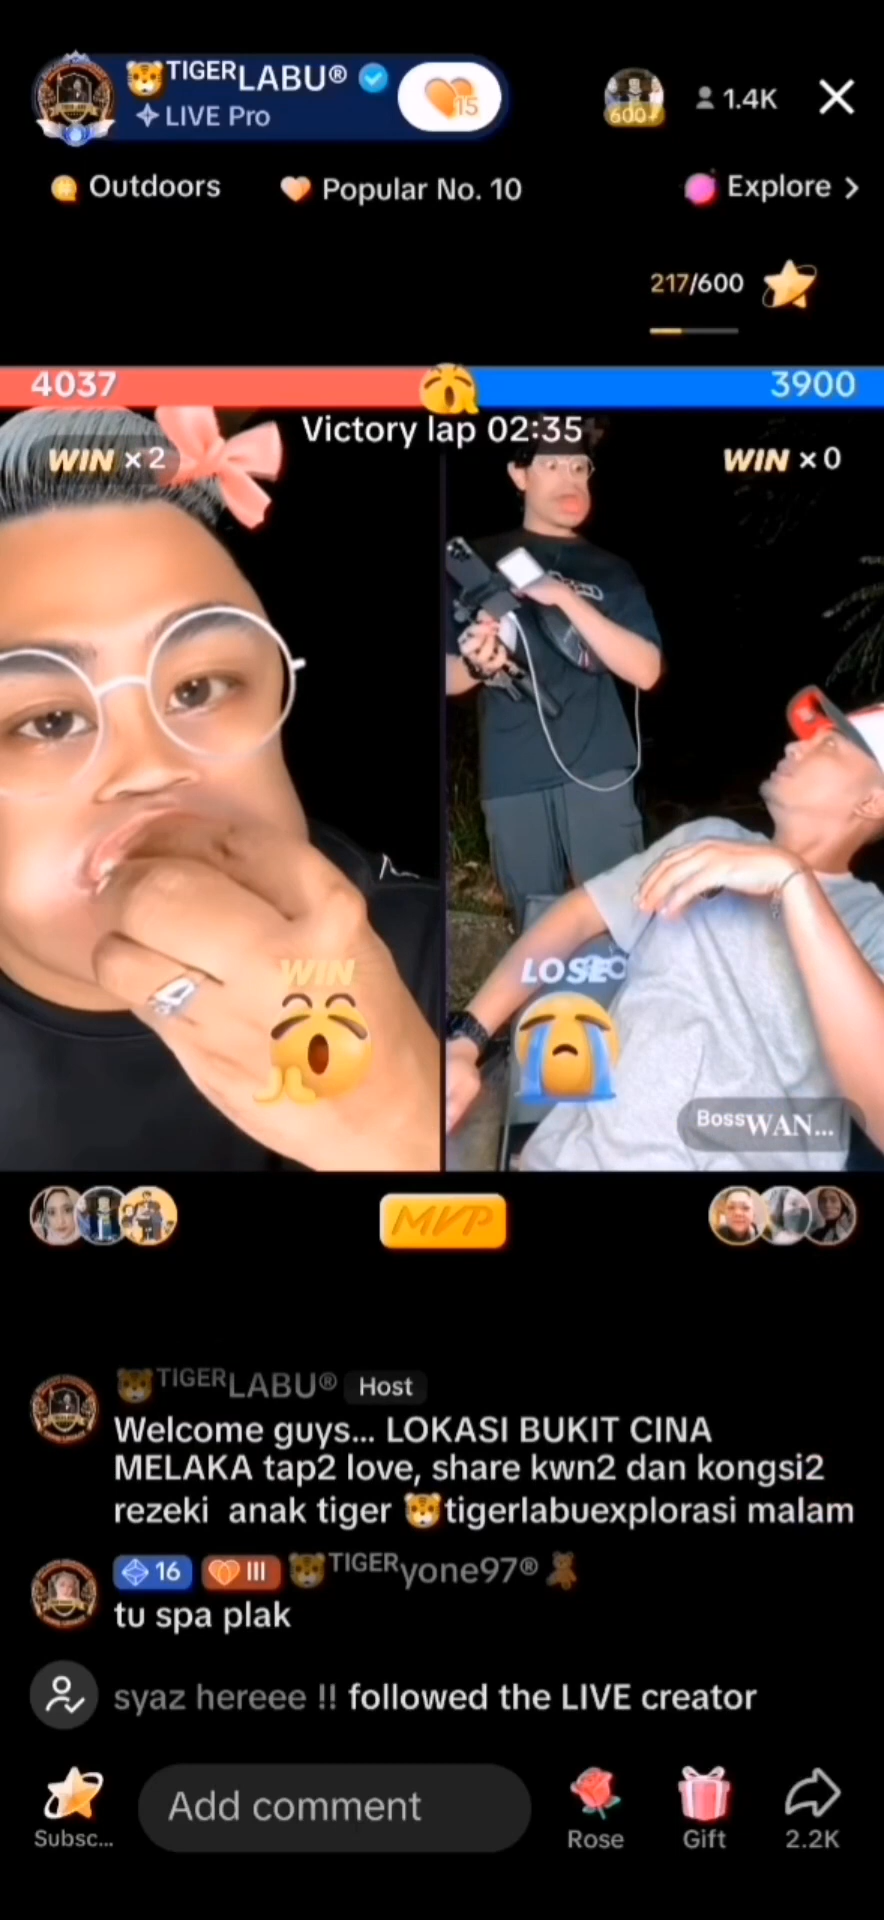 🐯TIGERLABU®
LIVE Pro
15
600+
1.4K
Outdoors
Popular No. 10
Explore >
217/600
4037
3900
Victory lap 02:35
WIN x 2
WIN x 0
WIN
LOSE
BossWAN...
MVP
🐯TIGERLABU® Host
Welcome guys... LOKASI BUKIT CINA
MELAKA tap2 love, share kwn2 dan kongsi2
rezeki anak tiger 🐯tigerlabuexplorasi malam
16 III 🐯TIGERyone97®🧸
tu spa plak
syaz hereee !! followed the LIVE creator
Subsc...
Add comment
Rose
Gift
2.2K